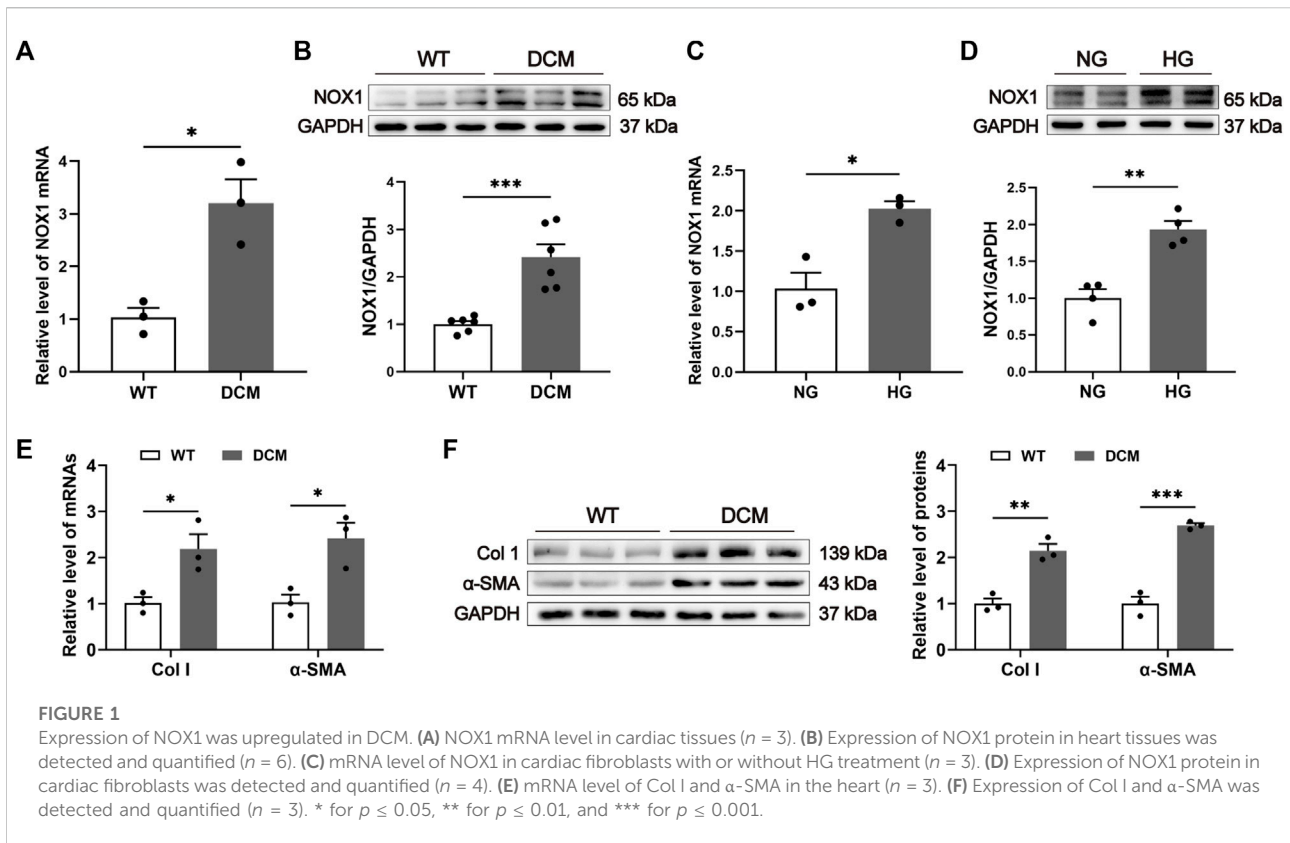 A
Relative level of NOX1 mRNA
4
3
2
1
0
*
WT
DCM
B
WT
DCM
NOX1
65 kDa
GAPDH
37 kDa
NOX1/GAPDH
4
3
2
1
0
***
WT
DCM
C
Relative level of NOX1 mRNA
2.5
2.0
1.5
1.0
0.5
0.0
*
NG
HG
D
NG
HG
NOX1
65 kDa
GAPDH
37 kDa
NOX1/GAPDH
2.5
2.0
1.5
1.0
0.5
0.0
**
NG
HG
E
WT
DCM
Relative level of mRNAs
4
3
2
1
0
*
*
Col I
α-SMA
F
WT
DCM
Col 1
139 kDa
α-SMA
43 kDa
GAPDH
37 kDa
WT
DCM
Relative level of proteins
4
3
2
1
0
**
***
Col I
α-SMA
FIGURE 1
Expression of NOX1 was upregulated in DCM. (A) NOX1 mRNA level in cardiac tissues (n = 3). (B) Expression of NOX1 protein in heart tissues was
detected and quantified (n = 6). (C) mRNA level of NOX1 in cardiac fibroblasts with or without HG treatment (n = 3). (D) Expression of NOX1 protein in
cardiac fibroblasts was detected and quantified (n = 4). (E) mRNA level of Col I and α-SMA in the heart (n = 3). (F) Expression of Col I and α-SMA was
detected and quantified (n = 3). * for p ≤ 0.05, ** for p ≤ 0.01, and *** for p ≤ 0.001.